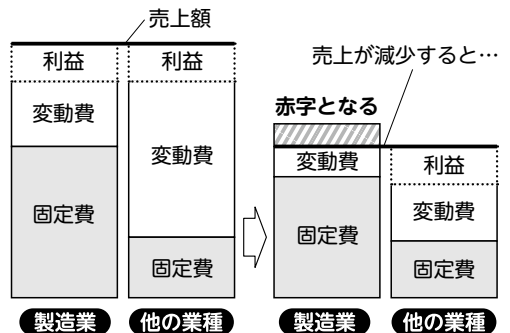 売上額
利益
利益
売上が減少すると…
変動費
赤字となる
変動費
変動費
利益
固定費
固定費
変動費
固定費
固定費
製造業
他の業種
製造業
他の業種